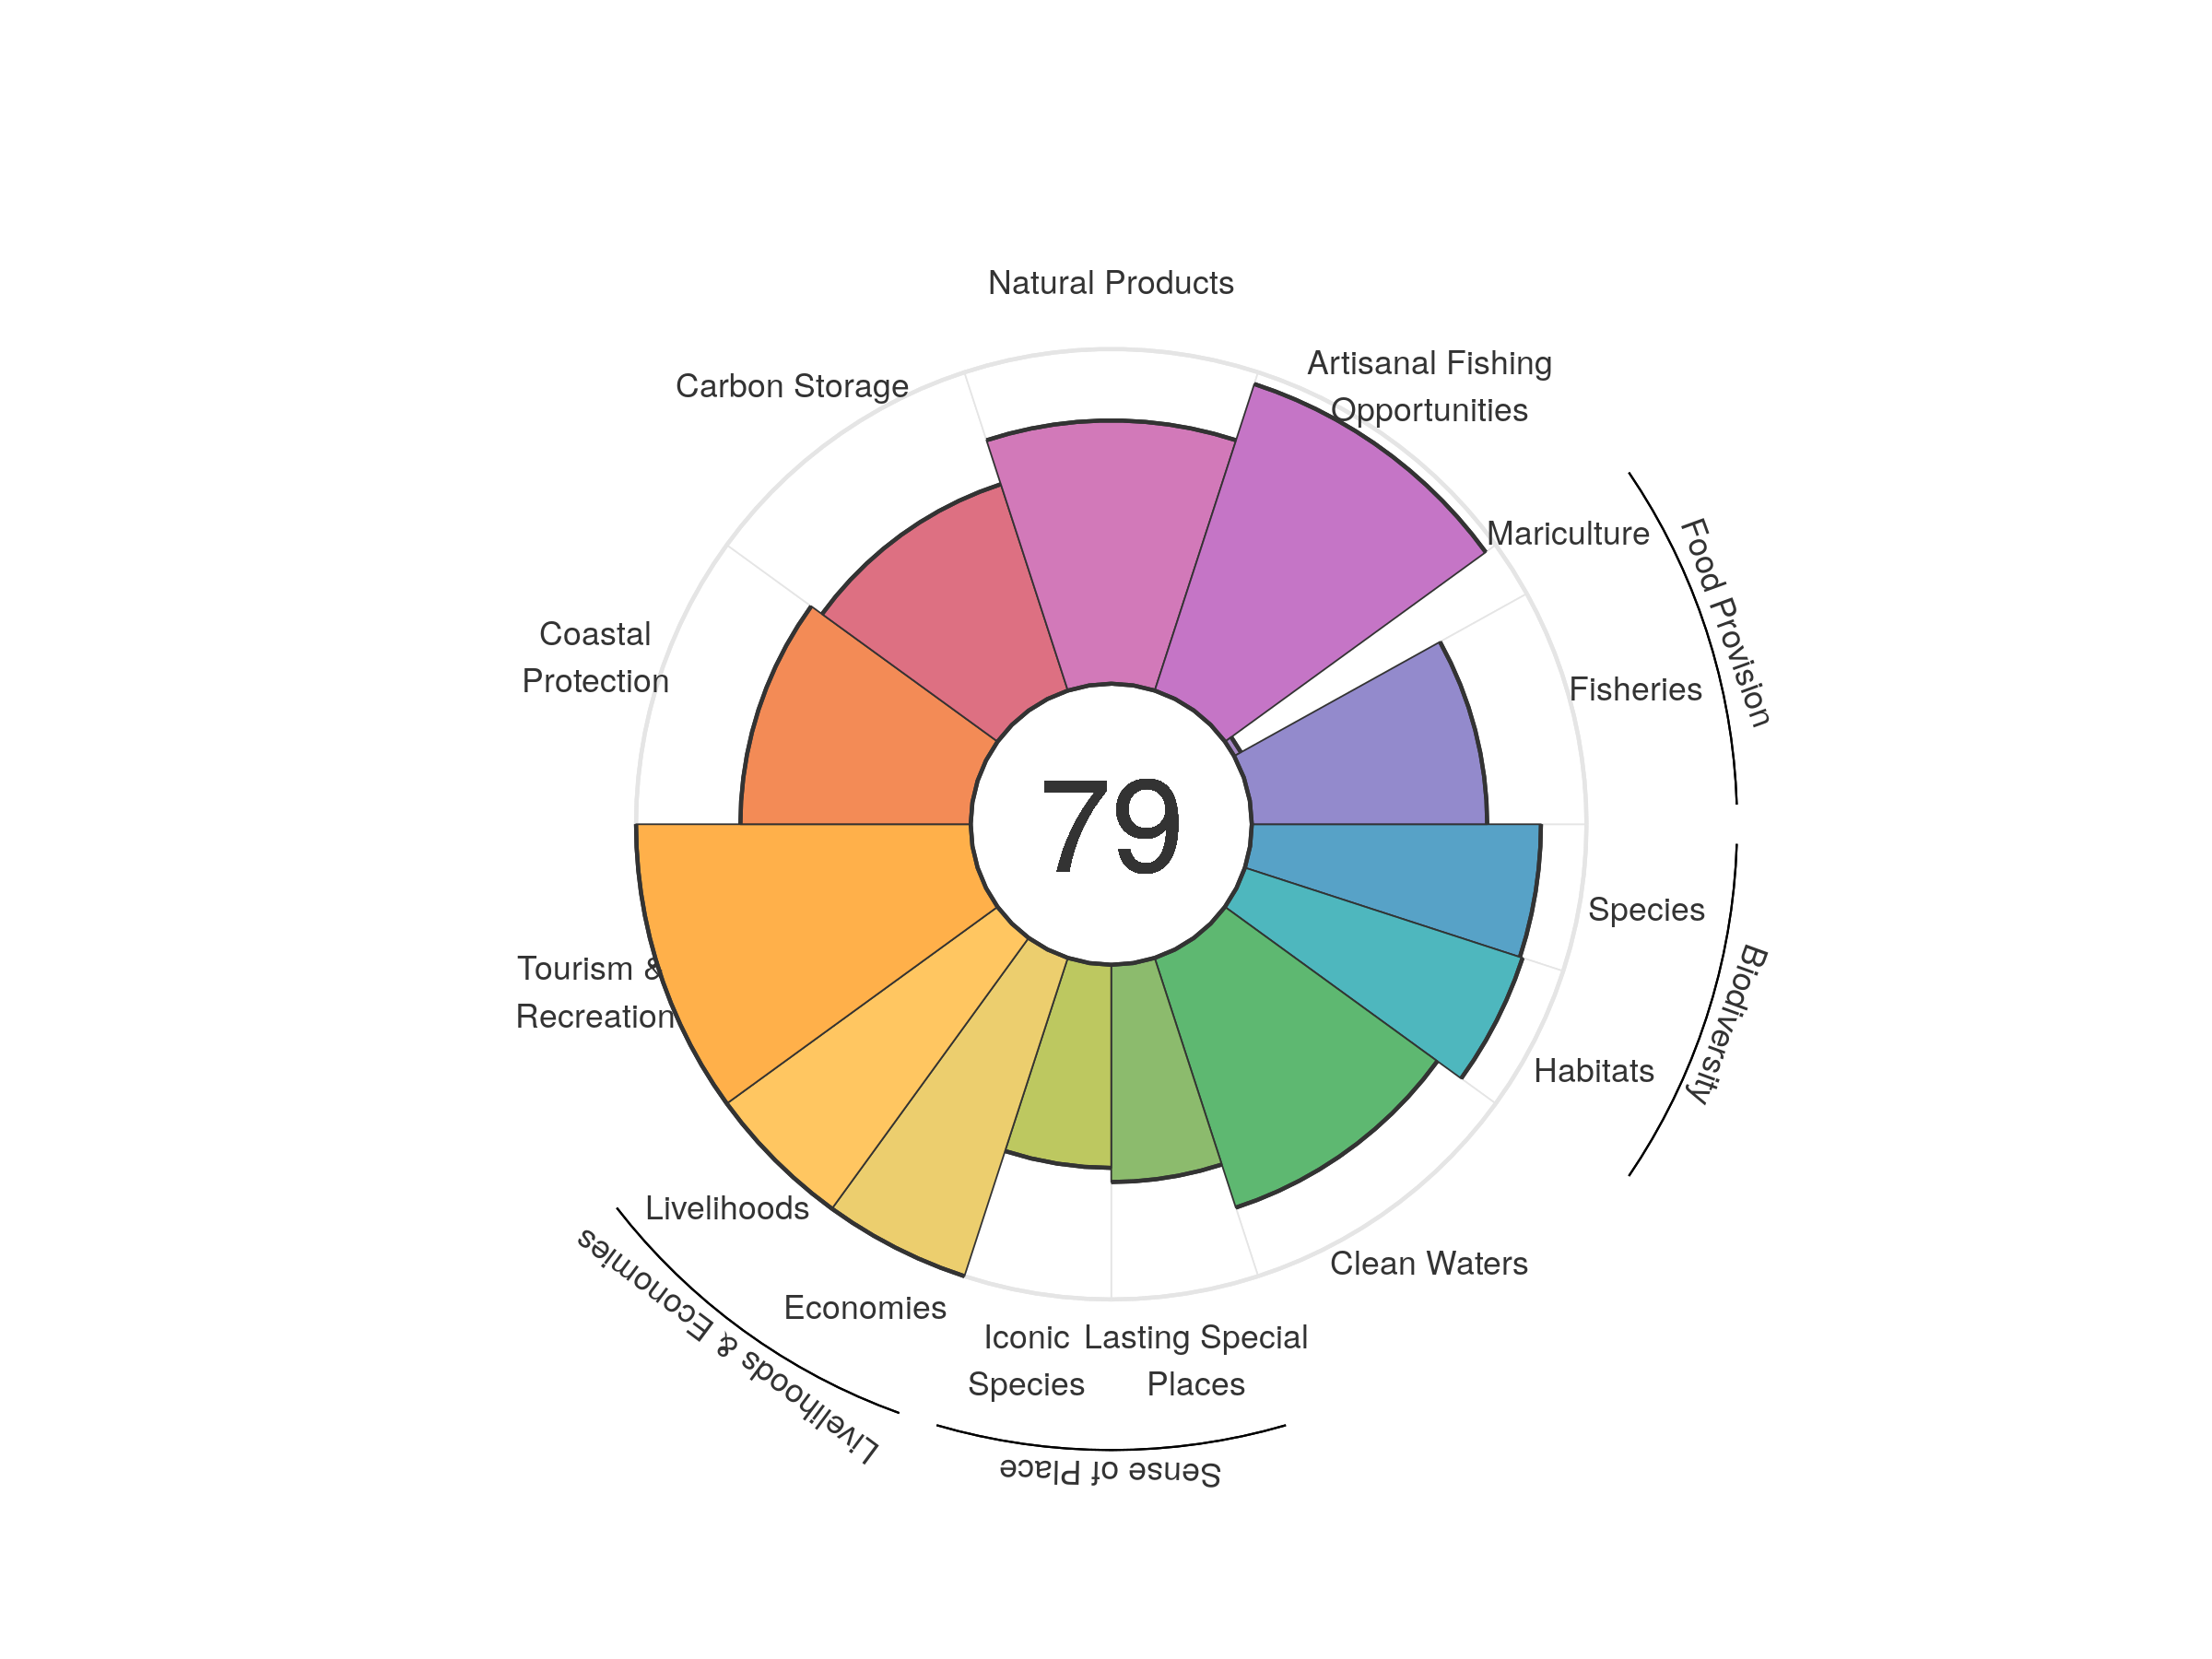 Natural Products
Artisanal Fishing
Opportunities
Carbon Storage
Mariculture
Food Provision
Coastal
Protection
Fisheries
79
Species
Tourism &
Recreation
Biodiversity
Habitats
Livelihoods
Clean Waters
Economies
Livelihoods & Economies
Iconic
Species
Lasting Special
Places
Sense of Place